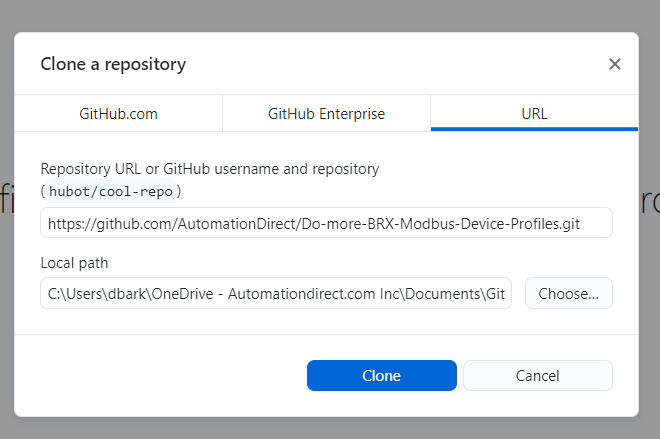 Clone a repository
GitHub.com
GitHub Enterprise
URL
Repository URL or GitHub username and repository
(hubot/cool-repo)
https://github.com/AutomationDirect/Do-more-BRX-Modbus-Device-Profiles.git
Local path
C:\Users\dbark\OneDrive - Automationdirect.com Inc\Documents\Git
Choose...
Clone
Cancel